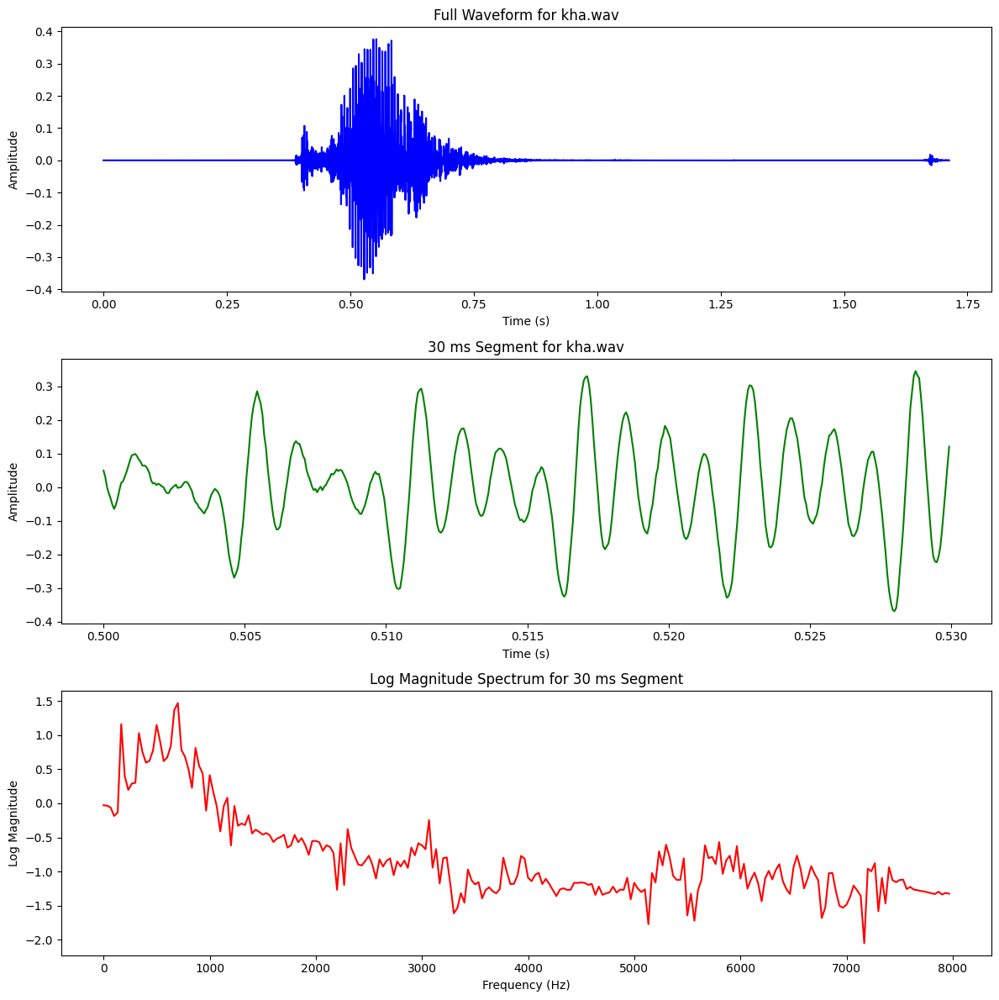 Full Waveform for kha.wav
0.4
0.3
0.2
0.1
0.0
−0.1
−0.2
−0.3
−0.4
Amplitude
0.00 0.25 0.50 0.75 1.00 1.25 1.50 1.75
Time (s)
30 ms Segment for kha.wav
0.3
0.2
0.1
0.0
−0.1
−0.2
−0.3
−0.4
Amplitude
0.500 0.505 0.510 0.515 0.520 0.525 0.530
Time (s)
Log Magnitude Spectrum for 30 ms Segment
1.5
1.0
0.5
0.0
−0.5
−1.0
−1.5
−2.0
Log Magnitude
0 1000 2000 3000 4000 5000 6000 7000 8000
Frequency (Hz)